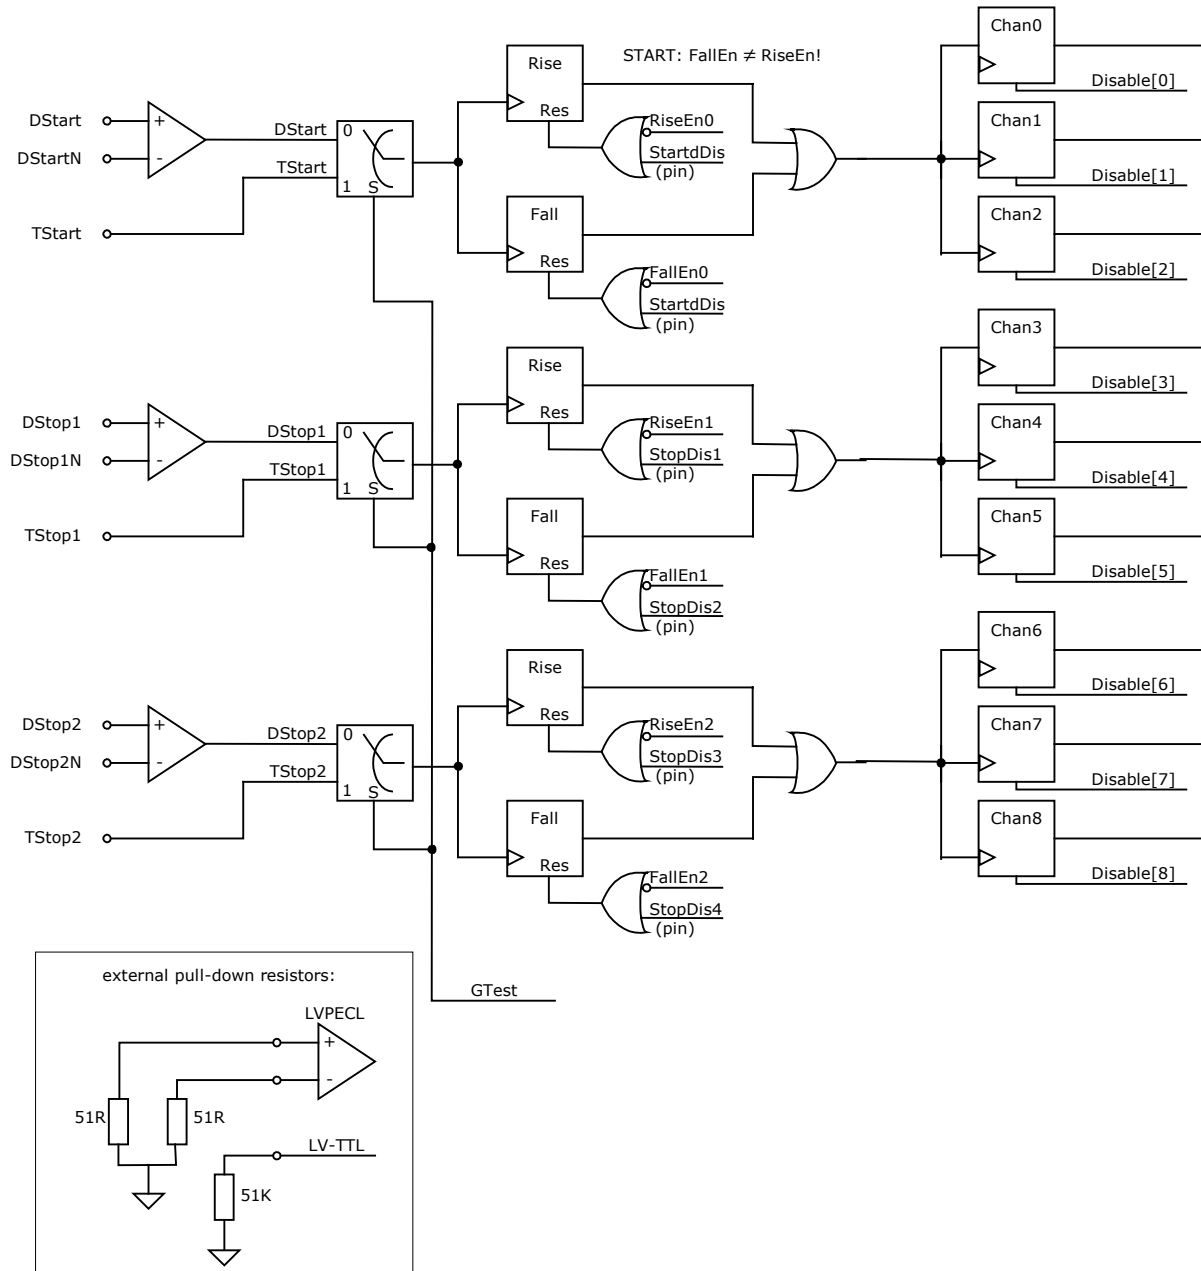 START: FallEn ≠ RiseEn!
DStart
DStartN
TStart
+
-
DStart
TStart
0
1
S
Rise
Res
RiseEn0
StartdDis
(pin)
Fall
Res
FallEn0
StartdDis
(pin)
Chan0
Disable[0]
Chan1
Disable[1]
Chan2
Disable[2]
DStop1
DStop1N
TStop1
+
-
DStop1
TStop1
0
1
S
Rise
Res
RiseEn1
StopDis1
(pin)
Fall
Res
FallEn1
StopDis2
(pin)
Chan3
Disable[3]
Chan4
Disable[4]
Chan5
Disable[5]
DStop2
DStop2N
TStop2
+
-
DStop2
TStop2
0
1
S
Rise
Res
RiseEn2
StopDis3
(pin)
Fall
Res
FallEn2
StopDis4
(pin)
Chan6
Disable[6]
Chan7
Disable[7]
Chan8
Disable[8]
GTest
external pull-down resistors:
LVPECL
+
-
51R
51R
LV-TTL
51K